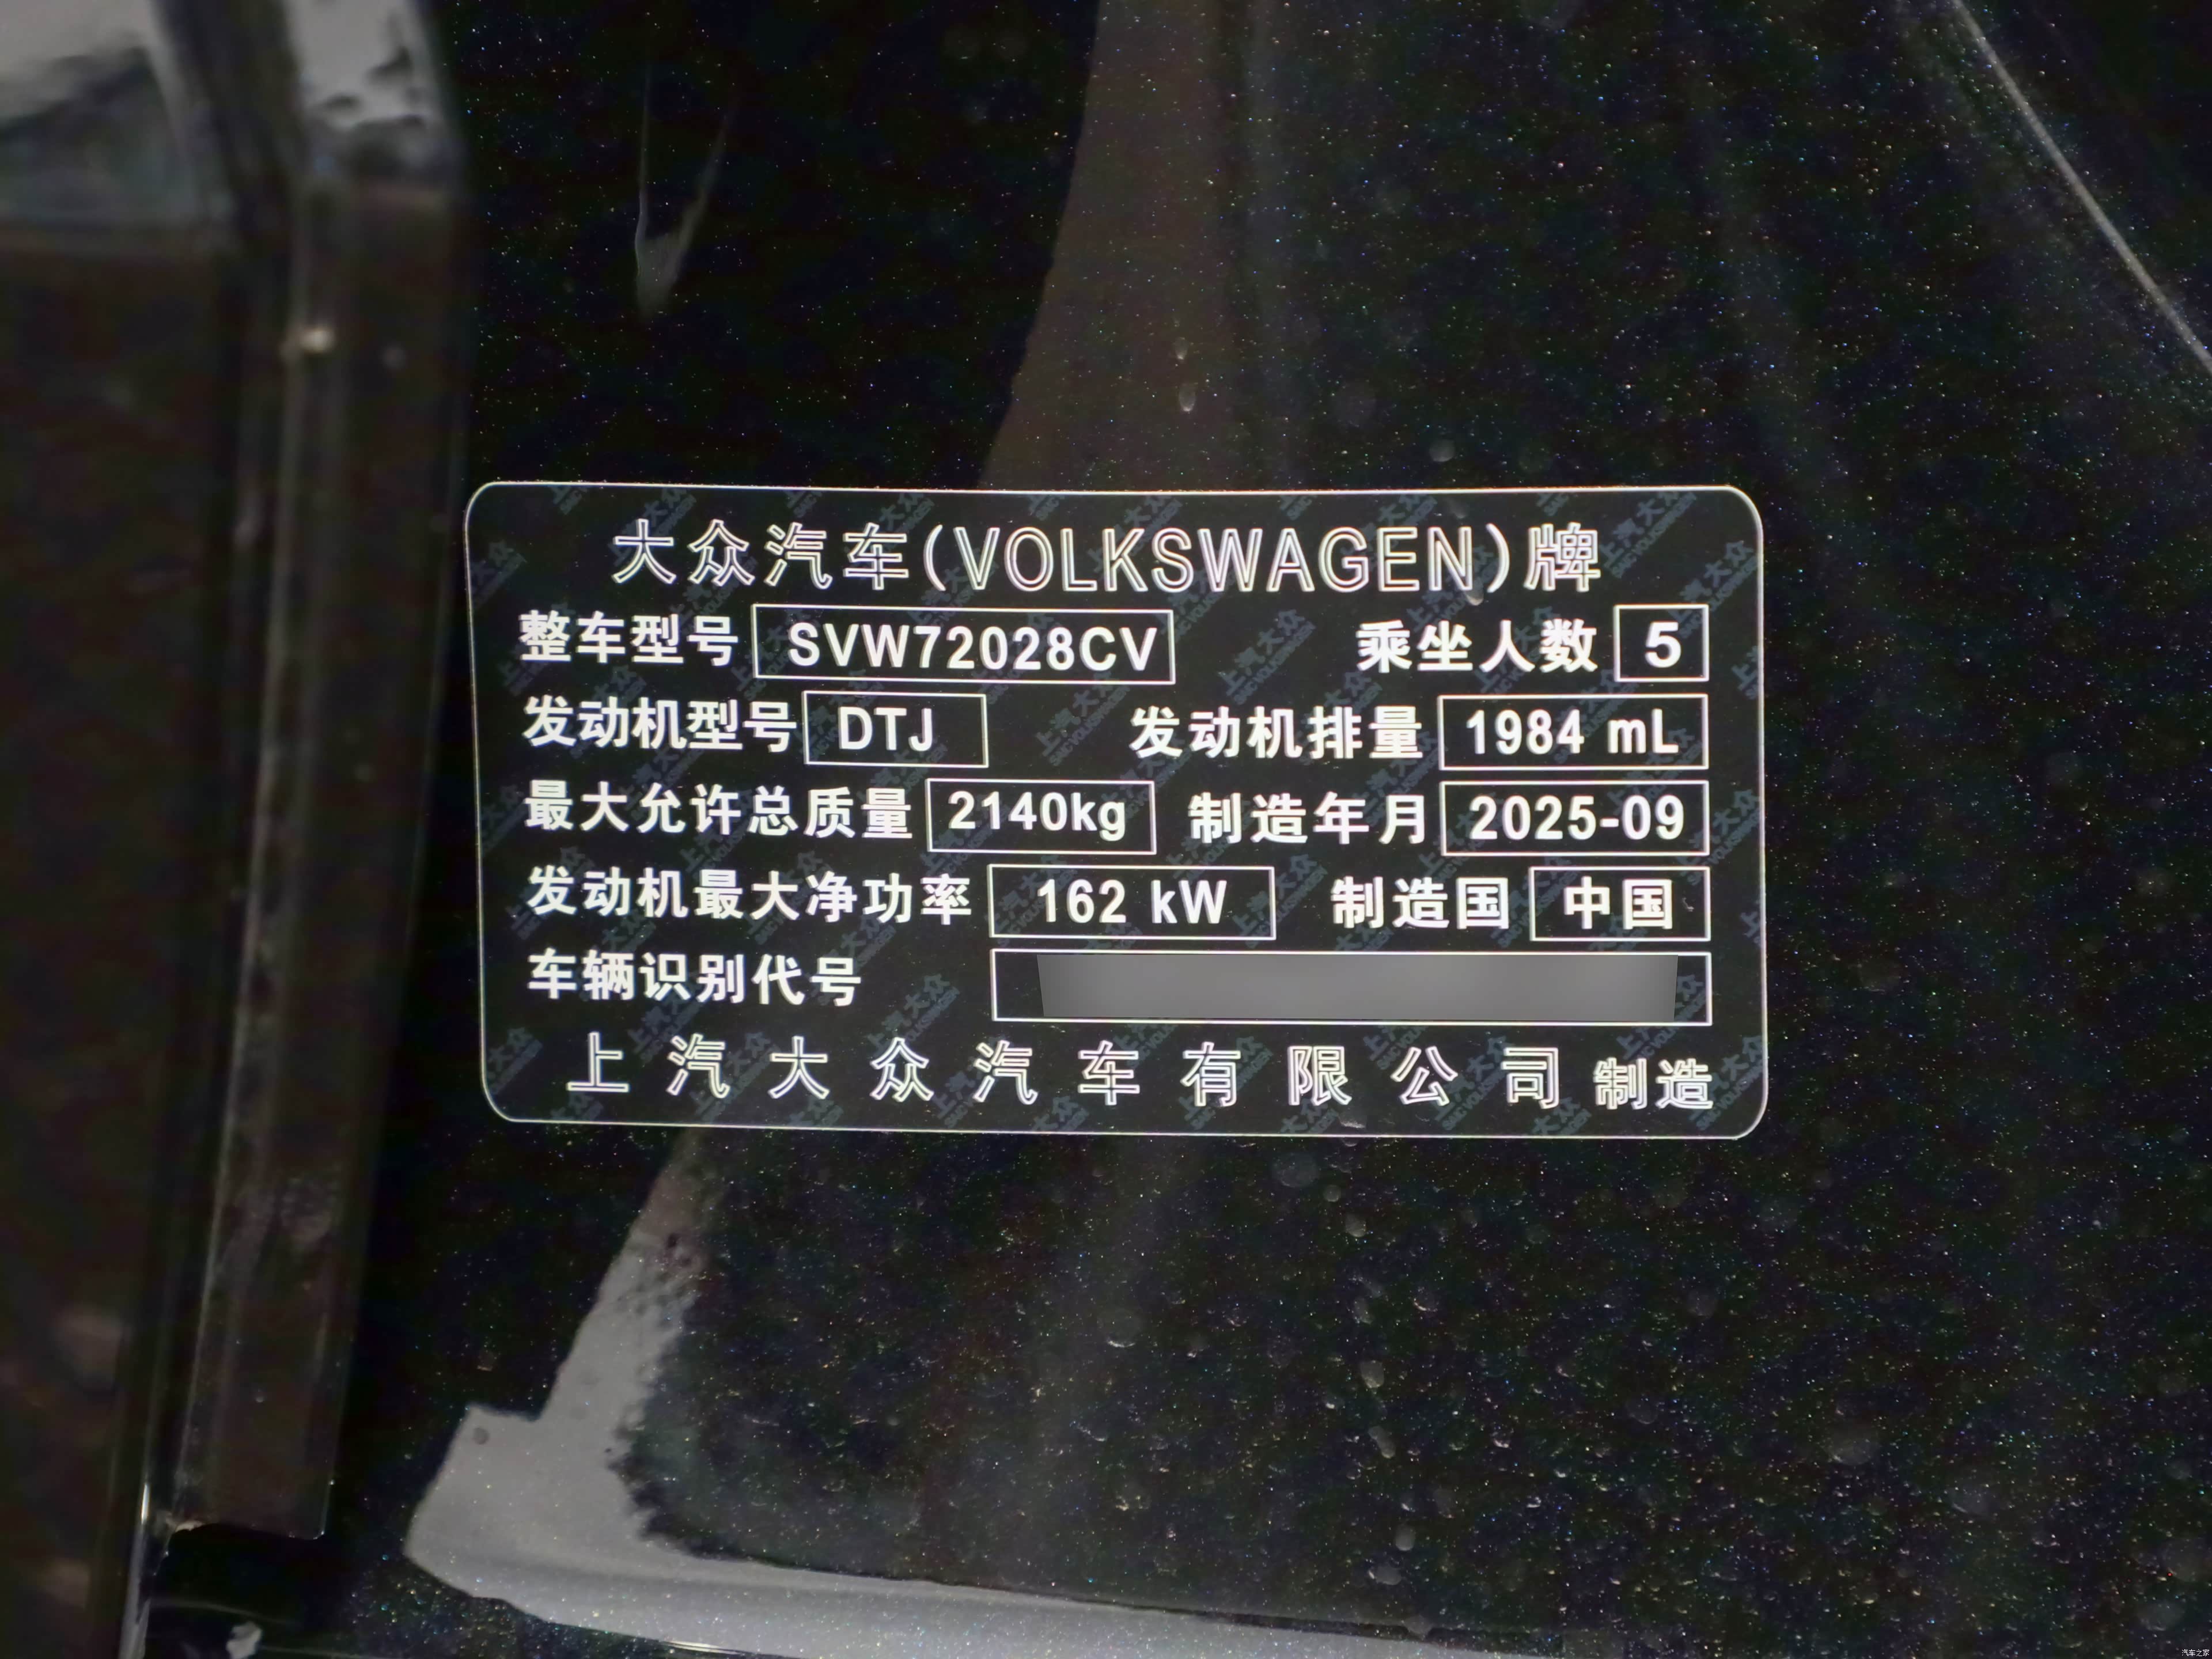 大众汽车(VOLKSWAGEN)牌
整车型号 SVW72028CV 乘坐人数 5
发动机型号 DTJ 发动机排量 1984 mL
最大允许总质量 2140kg 制造年月 2025-09
发动机最大净功率 162 kW 制造国 中国
车辆识别代号
上汽大众汽车有限公司制造
汽车之家